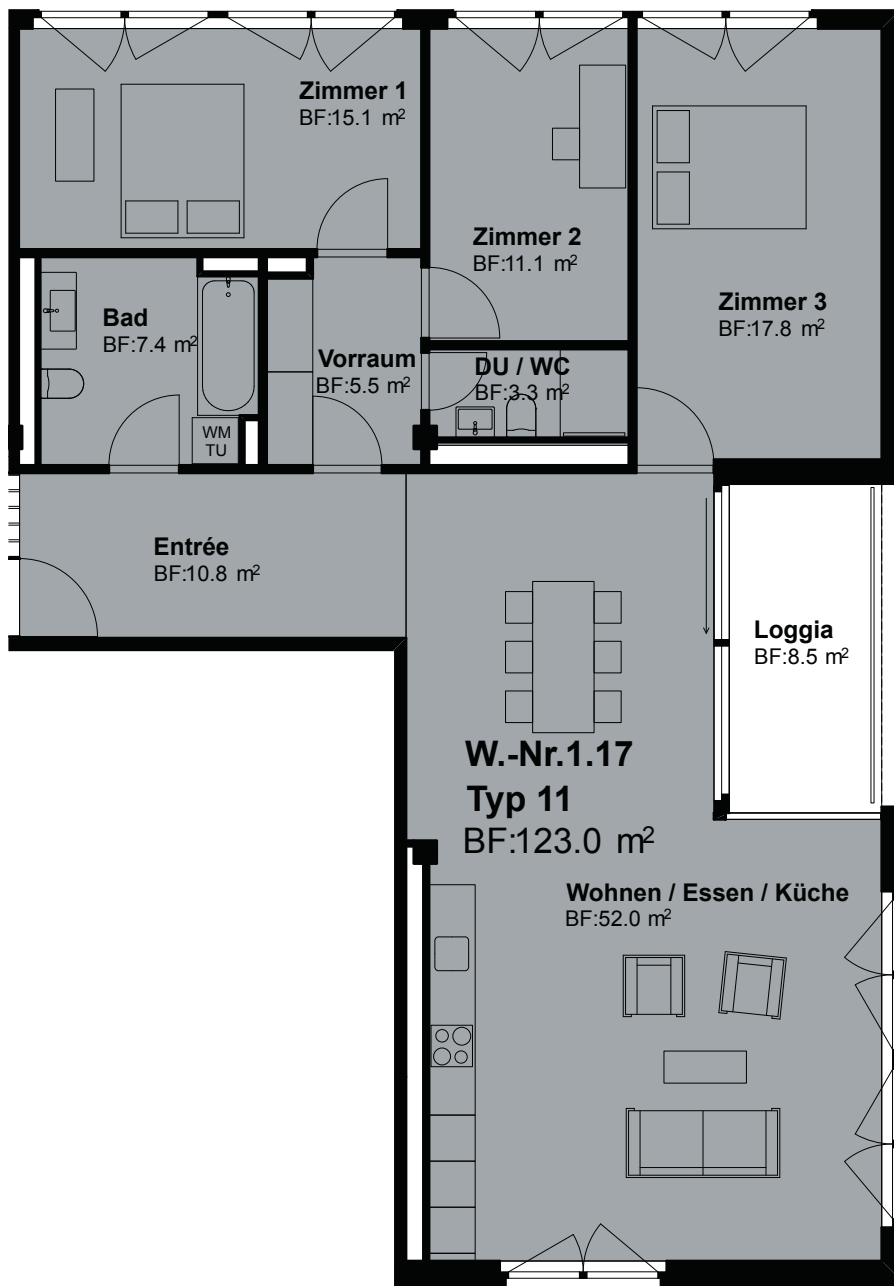 Zimmer 1
BF:15.1 m²
Zimmer 2
BF:11.1 m²
Zimmer 3
BF:17.8 m²
Bad
BF:7.4 m²
Vorraum
BF:5.5 m²
DU / WC
BF:3.3 m²
WM
TU
Entrée
BF:10.8 m²
Loggia
BF:8.5 m²
W.-Nr.1.17
Typ 11
BF:123.0 m²
Wohnen / Essen / Küche
BF:52.0 m²